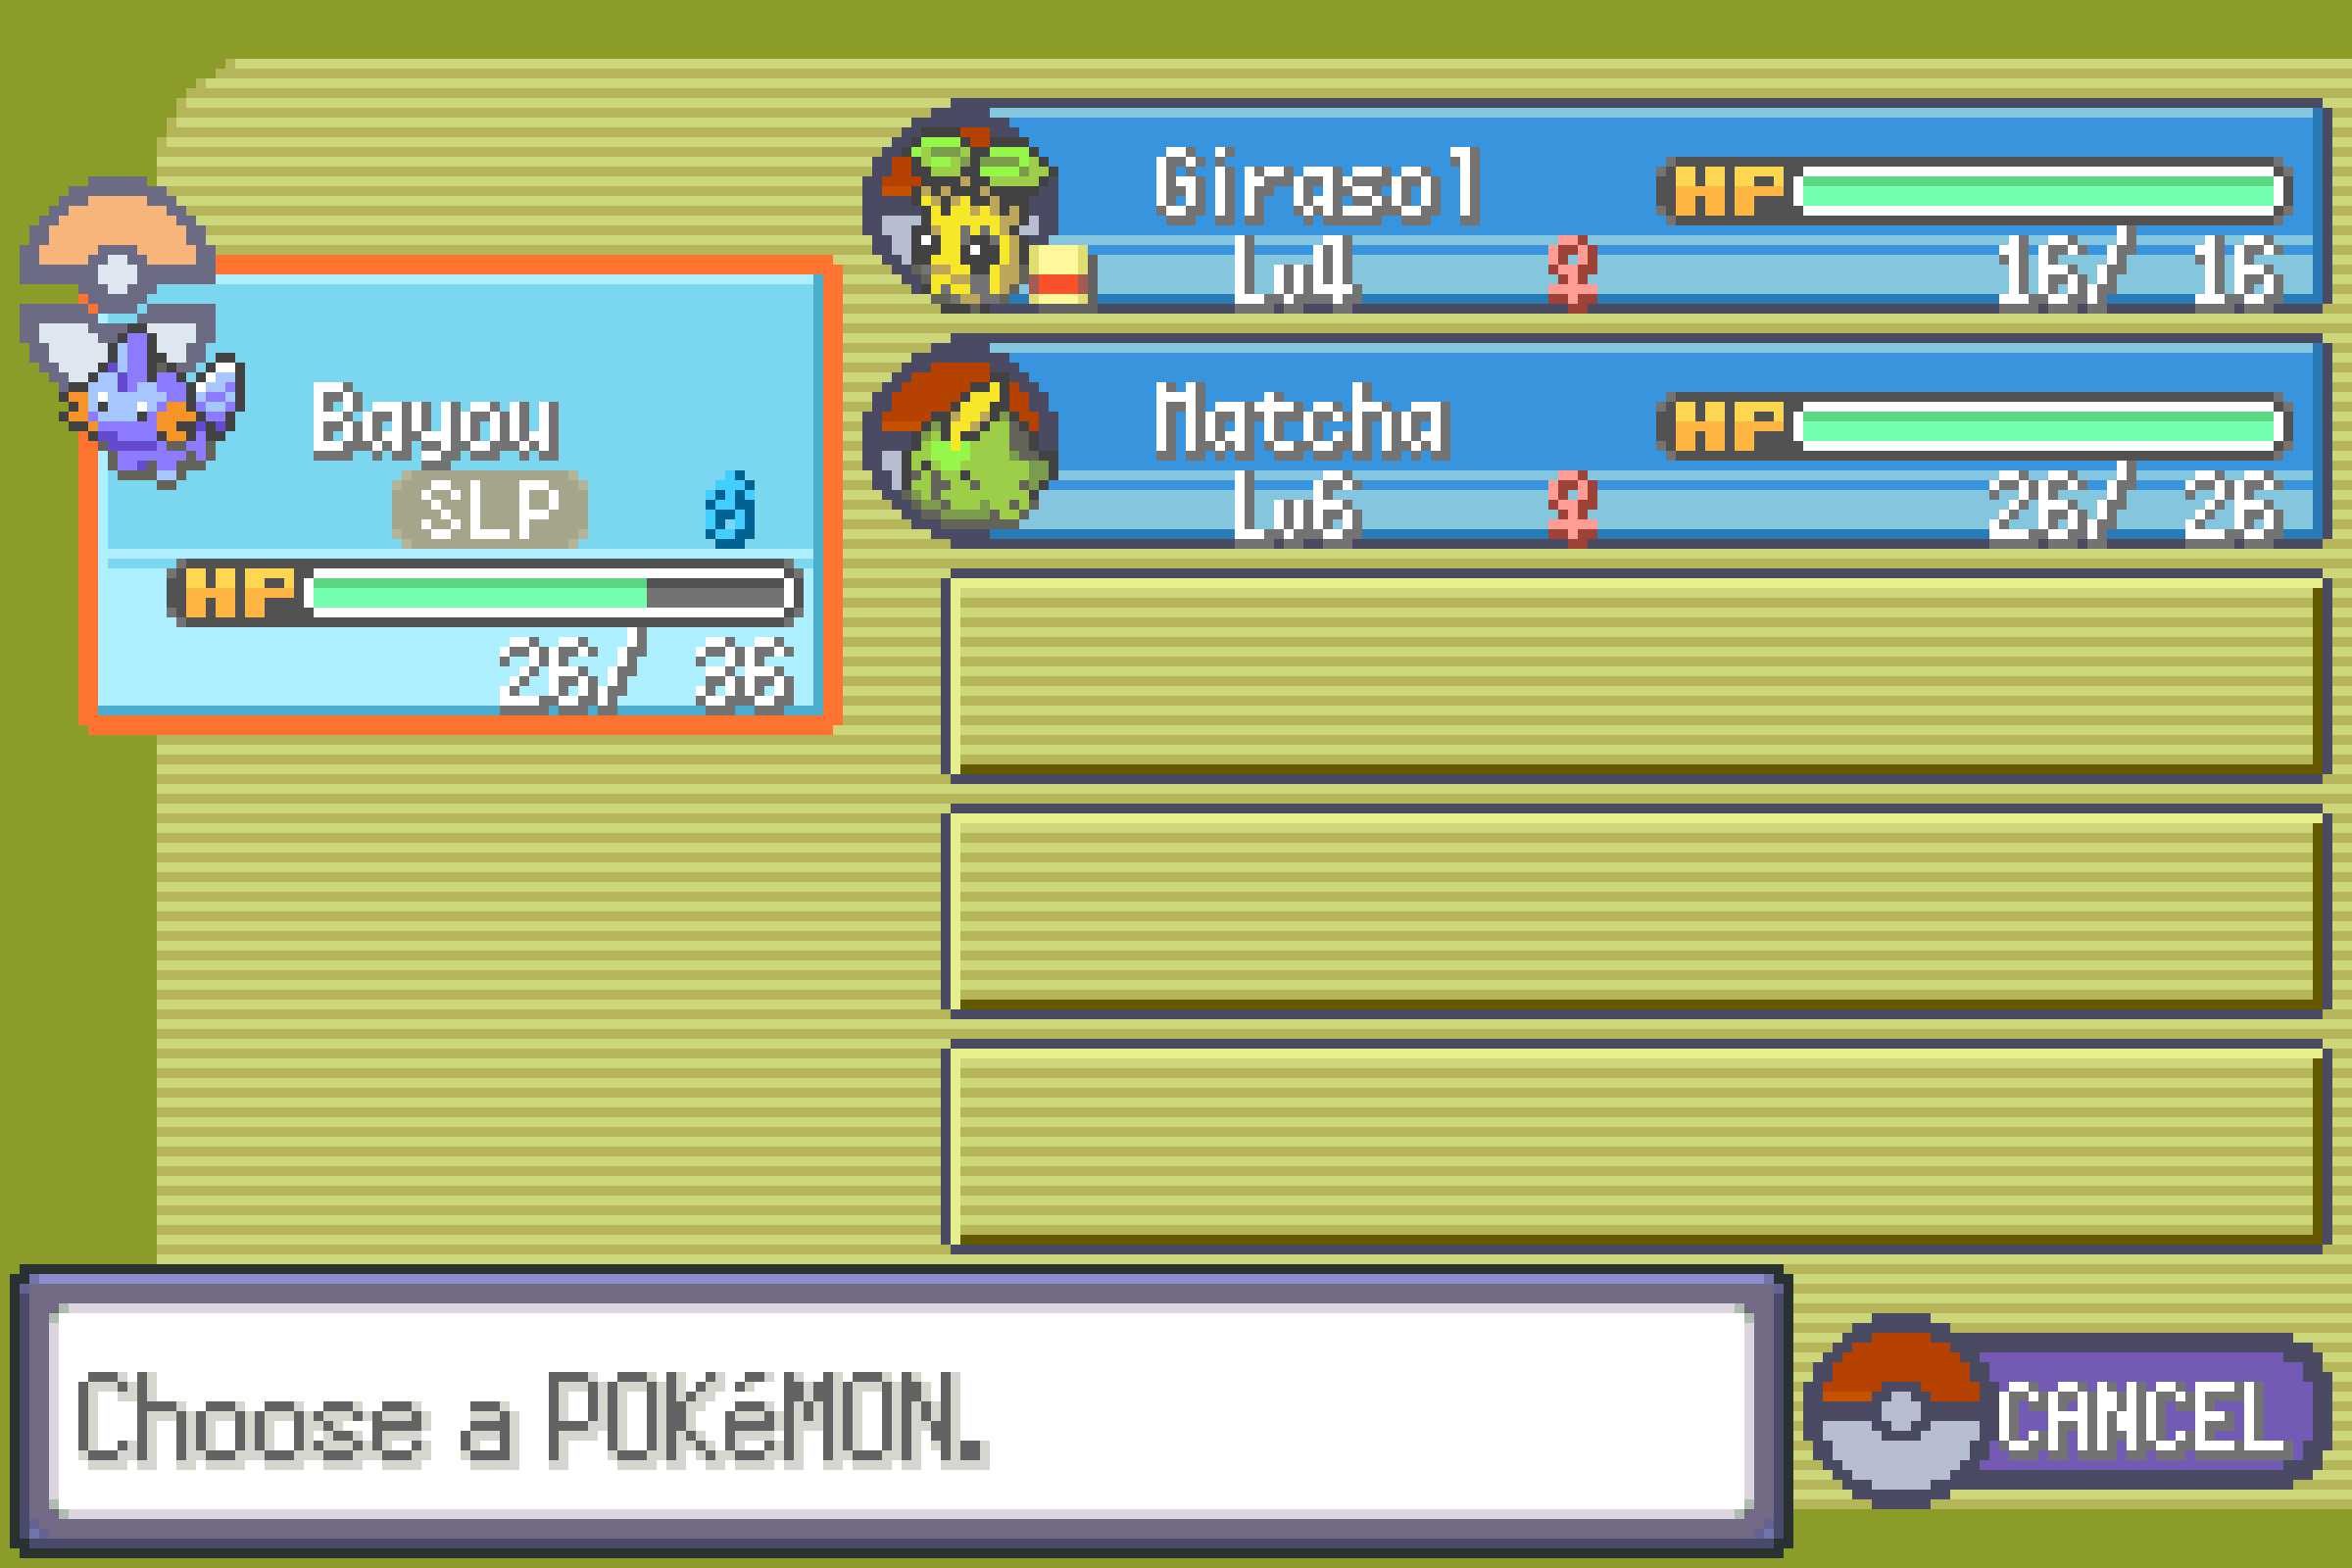 Bayou
SLP ♂
HP
26/ 36
Girasol
HP
Lv4 ♀ 16/ 16
Matcha
HP
Lv6 ♀ 26/ 26
Choose a POKéMON.
CANCEL